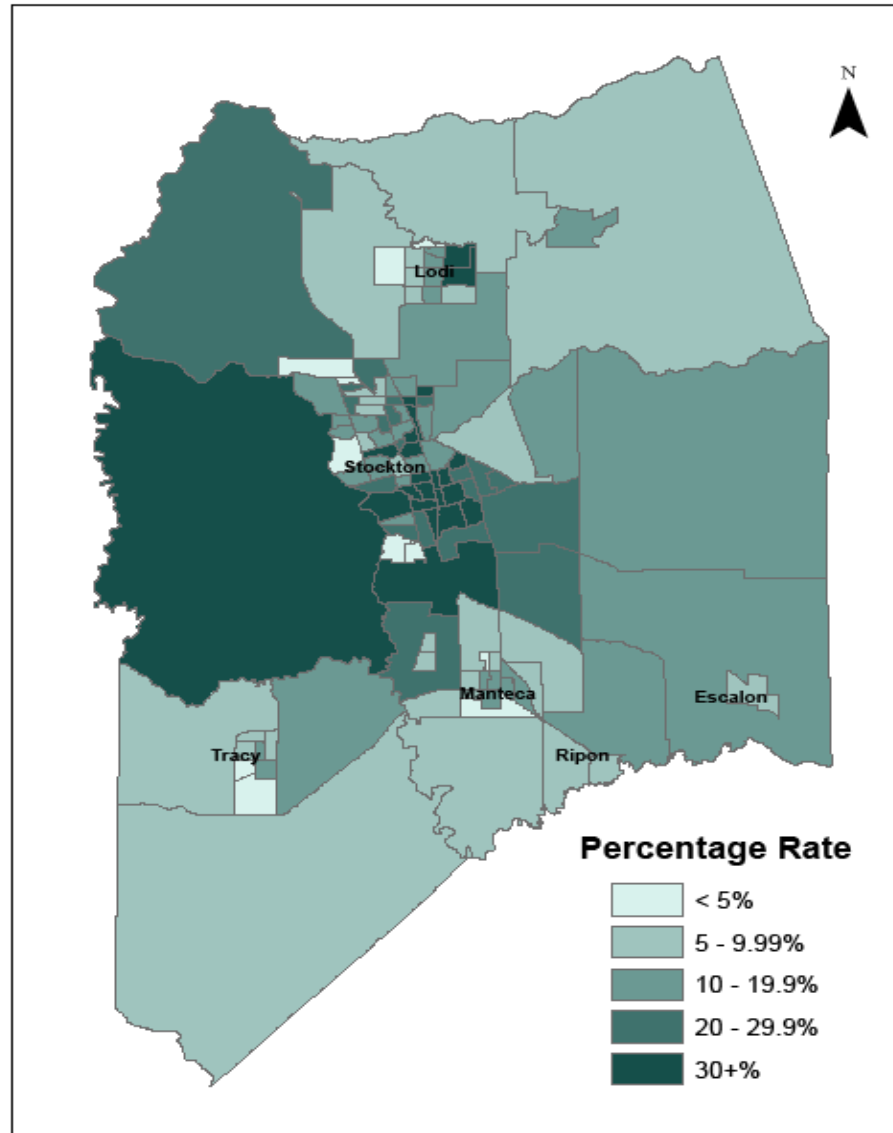 N
Lodi
Stockton
Manteca
Escalon
Tracy
Ripon
Percentage Rate
< 5%
5 - 9.99%
10 - 19.9%
20 - 29.9%
30+%